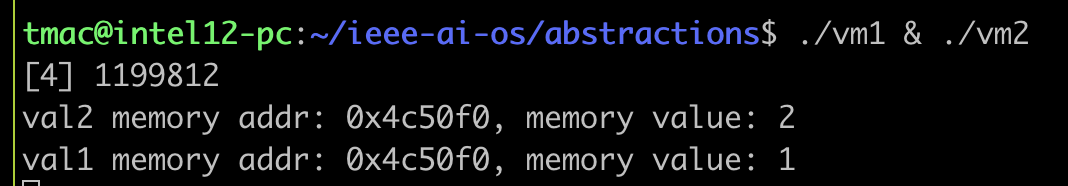 tmac@intel12-pc:~/ieee-ai-os/abstractions$ ./vm1 & ./vm2
[4] 1199812
val2 memory addr: 0x4c50f0, memory value: 2
val1 memory addr: 0x4c50f0, memory value: 1